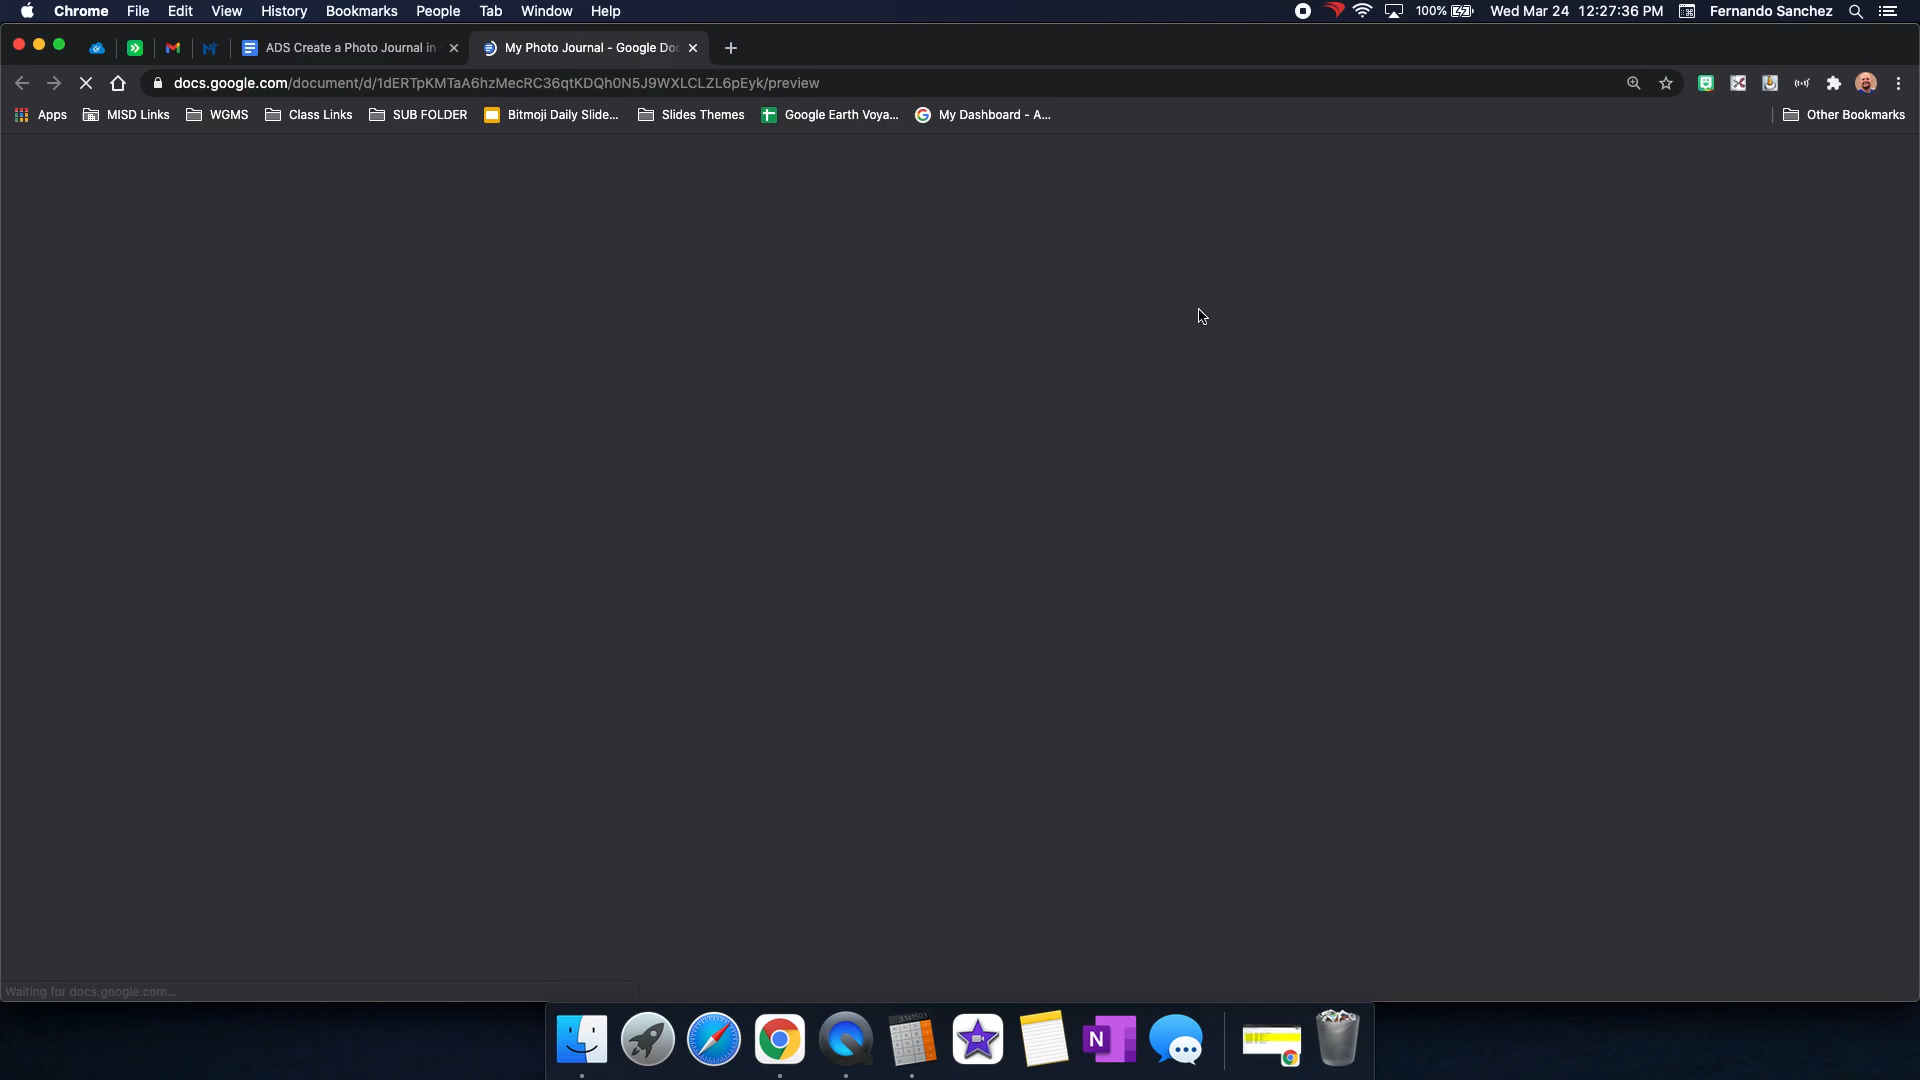 Chrome File Edit View History Bookmarks People Tab Window Help 100% Wed Mar 24 12:27:36 PM Fernando Sanchez
ADS Create a Photo Journal in My Photo Journal - Google Doc
docs.google.com/document/d/1dERTpKMTaA6hzMecRC36qtKDQh0N5J9WXLCLZL6pEyk/preview
Apps MISD Links WGMS Class Links SUB FOLDER Bitmoji Daily Slide... Slides Themes Google Earth Voya... My Dashboard - A... Other Bookmarks
Waiting for docs.google.com...
3.141593
N